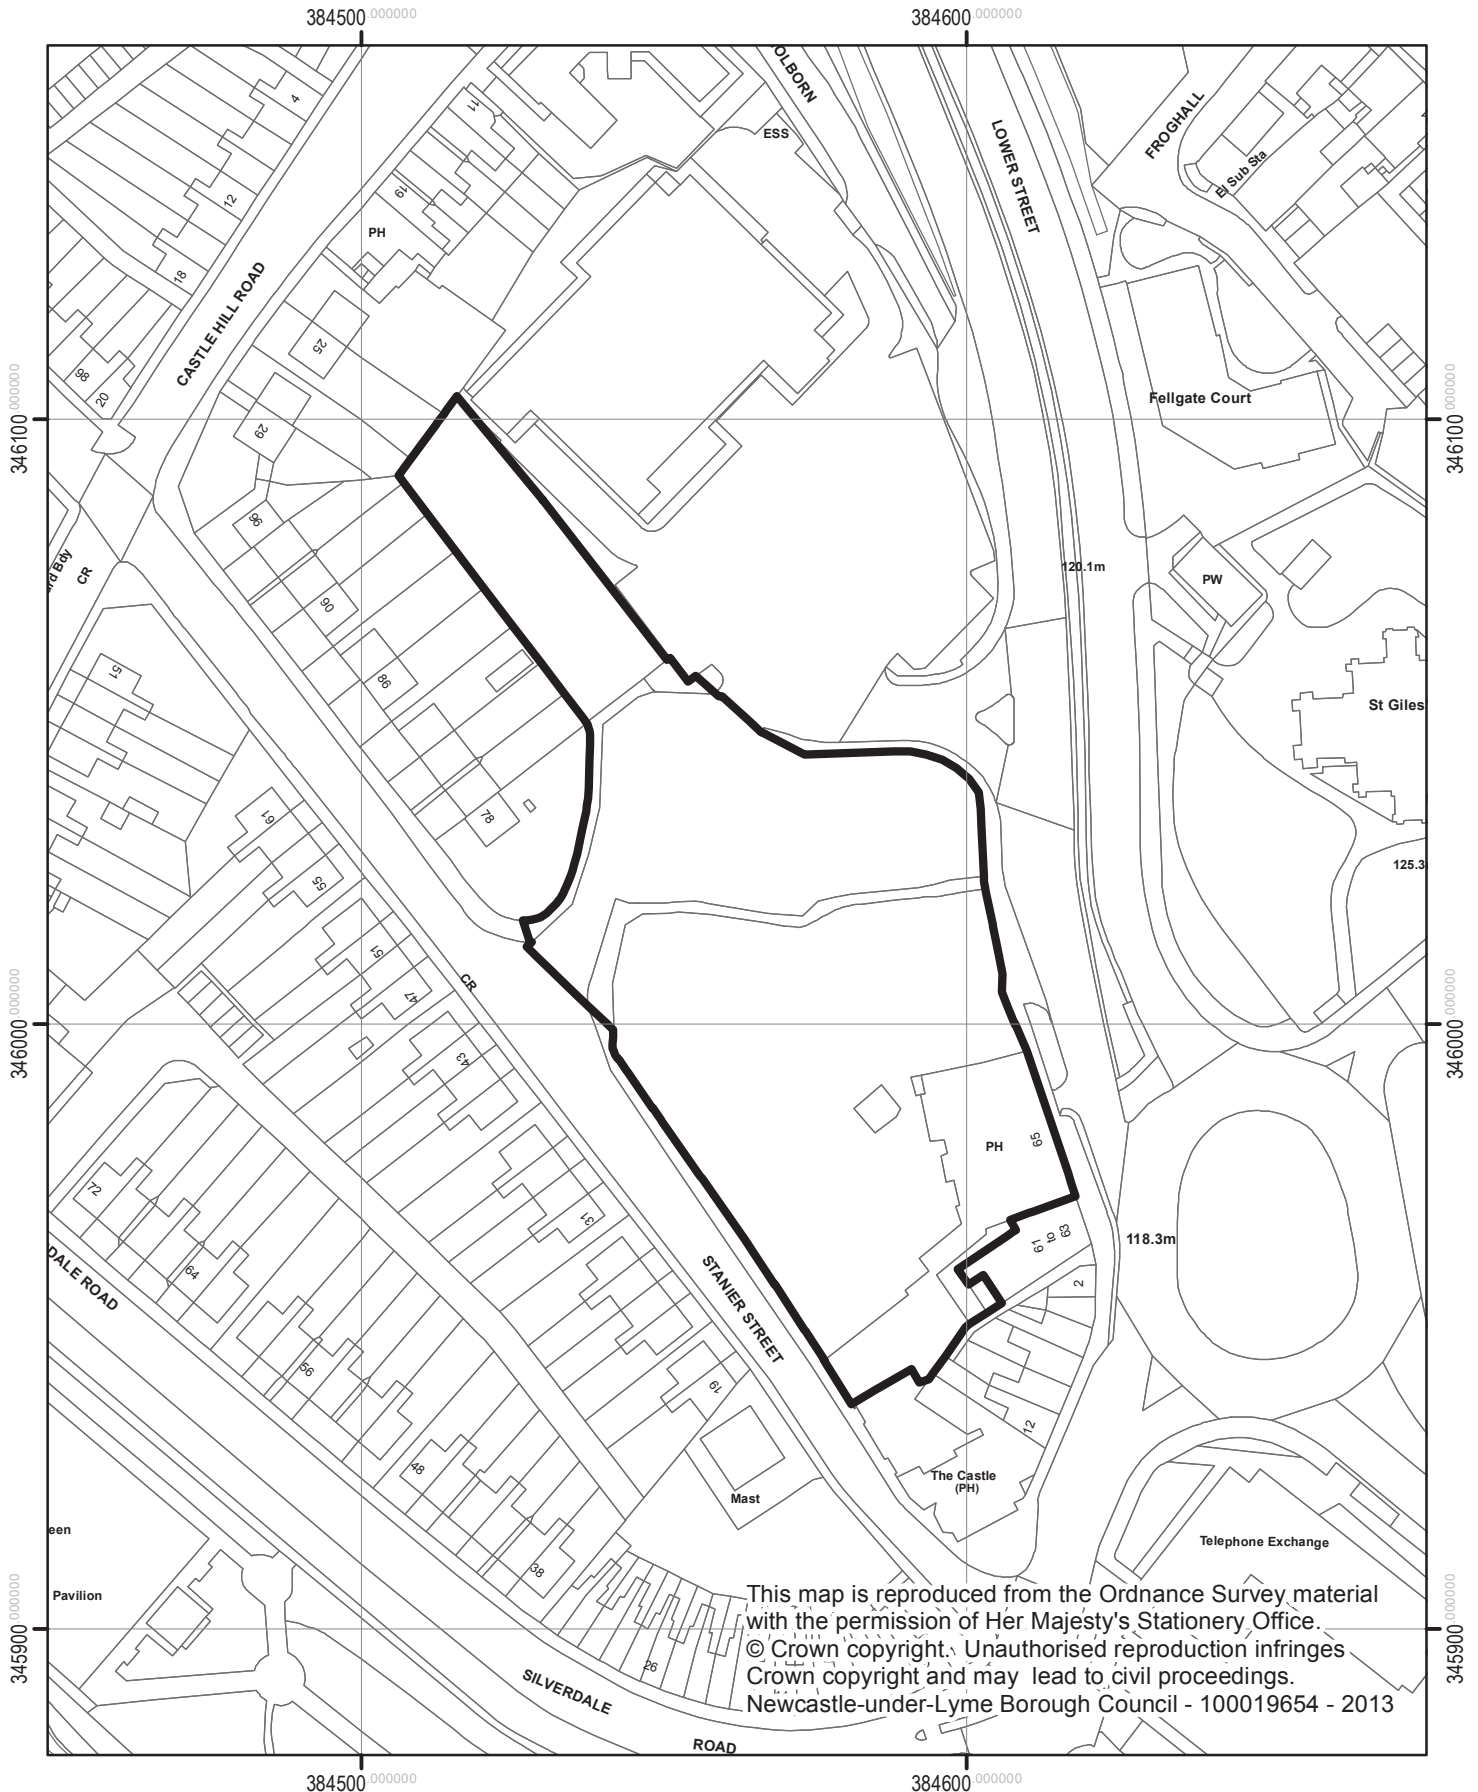 384500.000000
384600.000000
OLBORN
4
11
ESS
LOWER STREET
FROGHALL
El Sub Sta
12
19
PH
18
CASTLE HILL ROAD
25
98
20
29
346100.000000
346100.000000
Fellgate Court
96
rd Bdy
CR
120.1m
PW
90
51
86
St Giles
78
61
125.3
55
51
CR
47
346000.000000
346000.000000
43
65
PH
72
31
63
to
61
118.3m
64
DALE ROAD
STANIER STREET
2
56
19
12
48
The Castle
(PH)
Mast
een
Telephone Exchange
38
Pavilion
This map is reproduced from the Ordnance Survey material
with the permission of Her Majesty's Stationery Office.
© Crown copyright. Unauthorised reproduction infringes
Crown copyright and may lead to civil proceedings.
Newcastle-under-Lyme Borough Council - 100019654 - 2013
345900.000000
345900.000000
26
SILVERDALE
ROAD
384500.000000
384600.000000